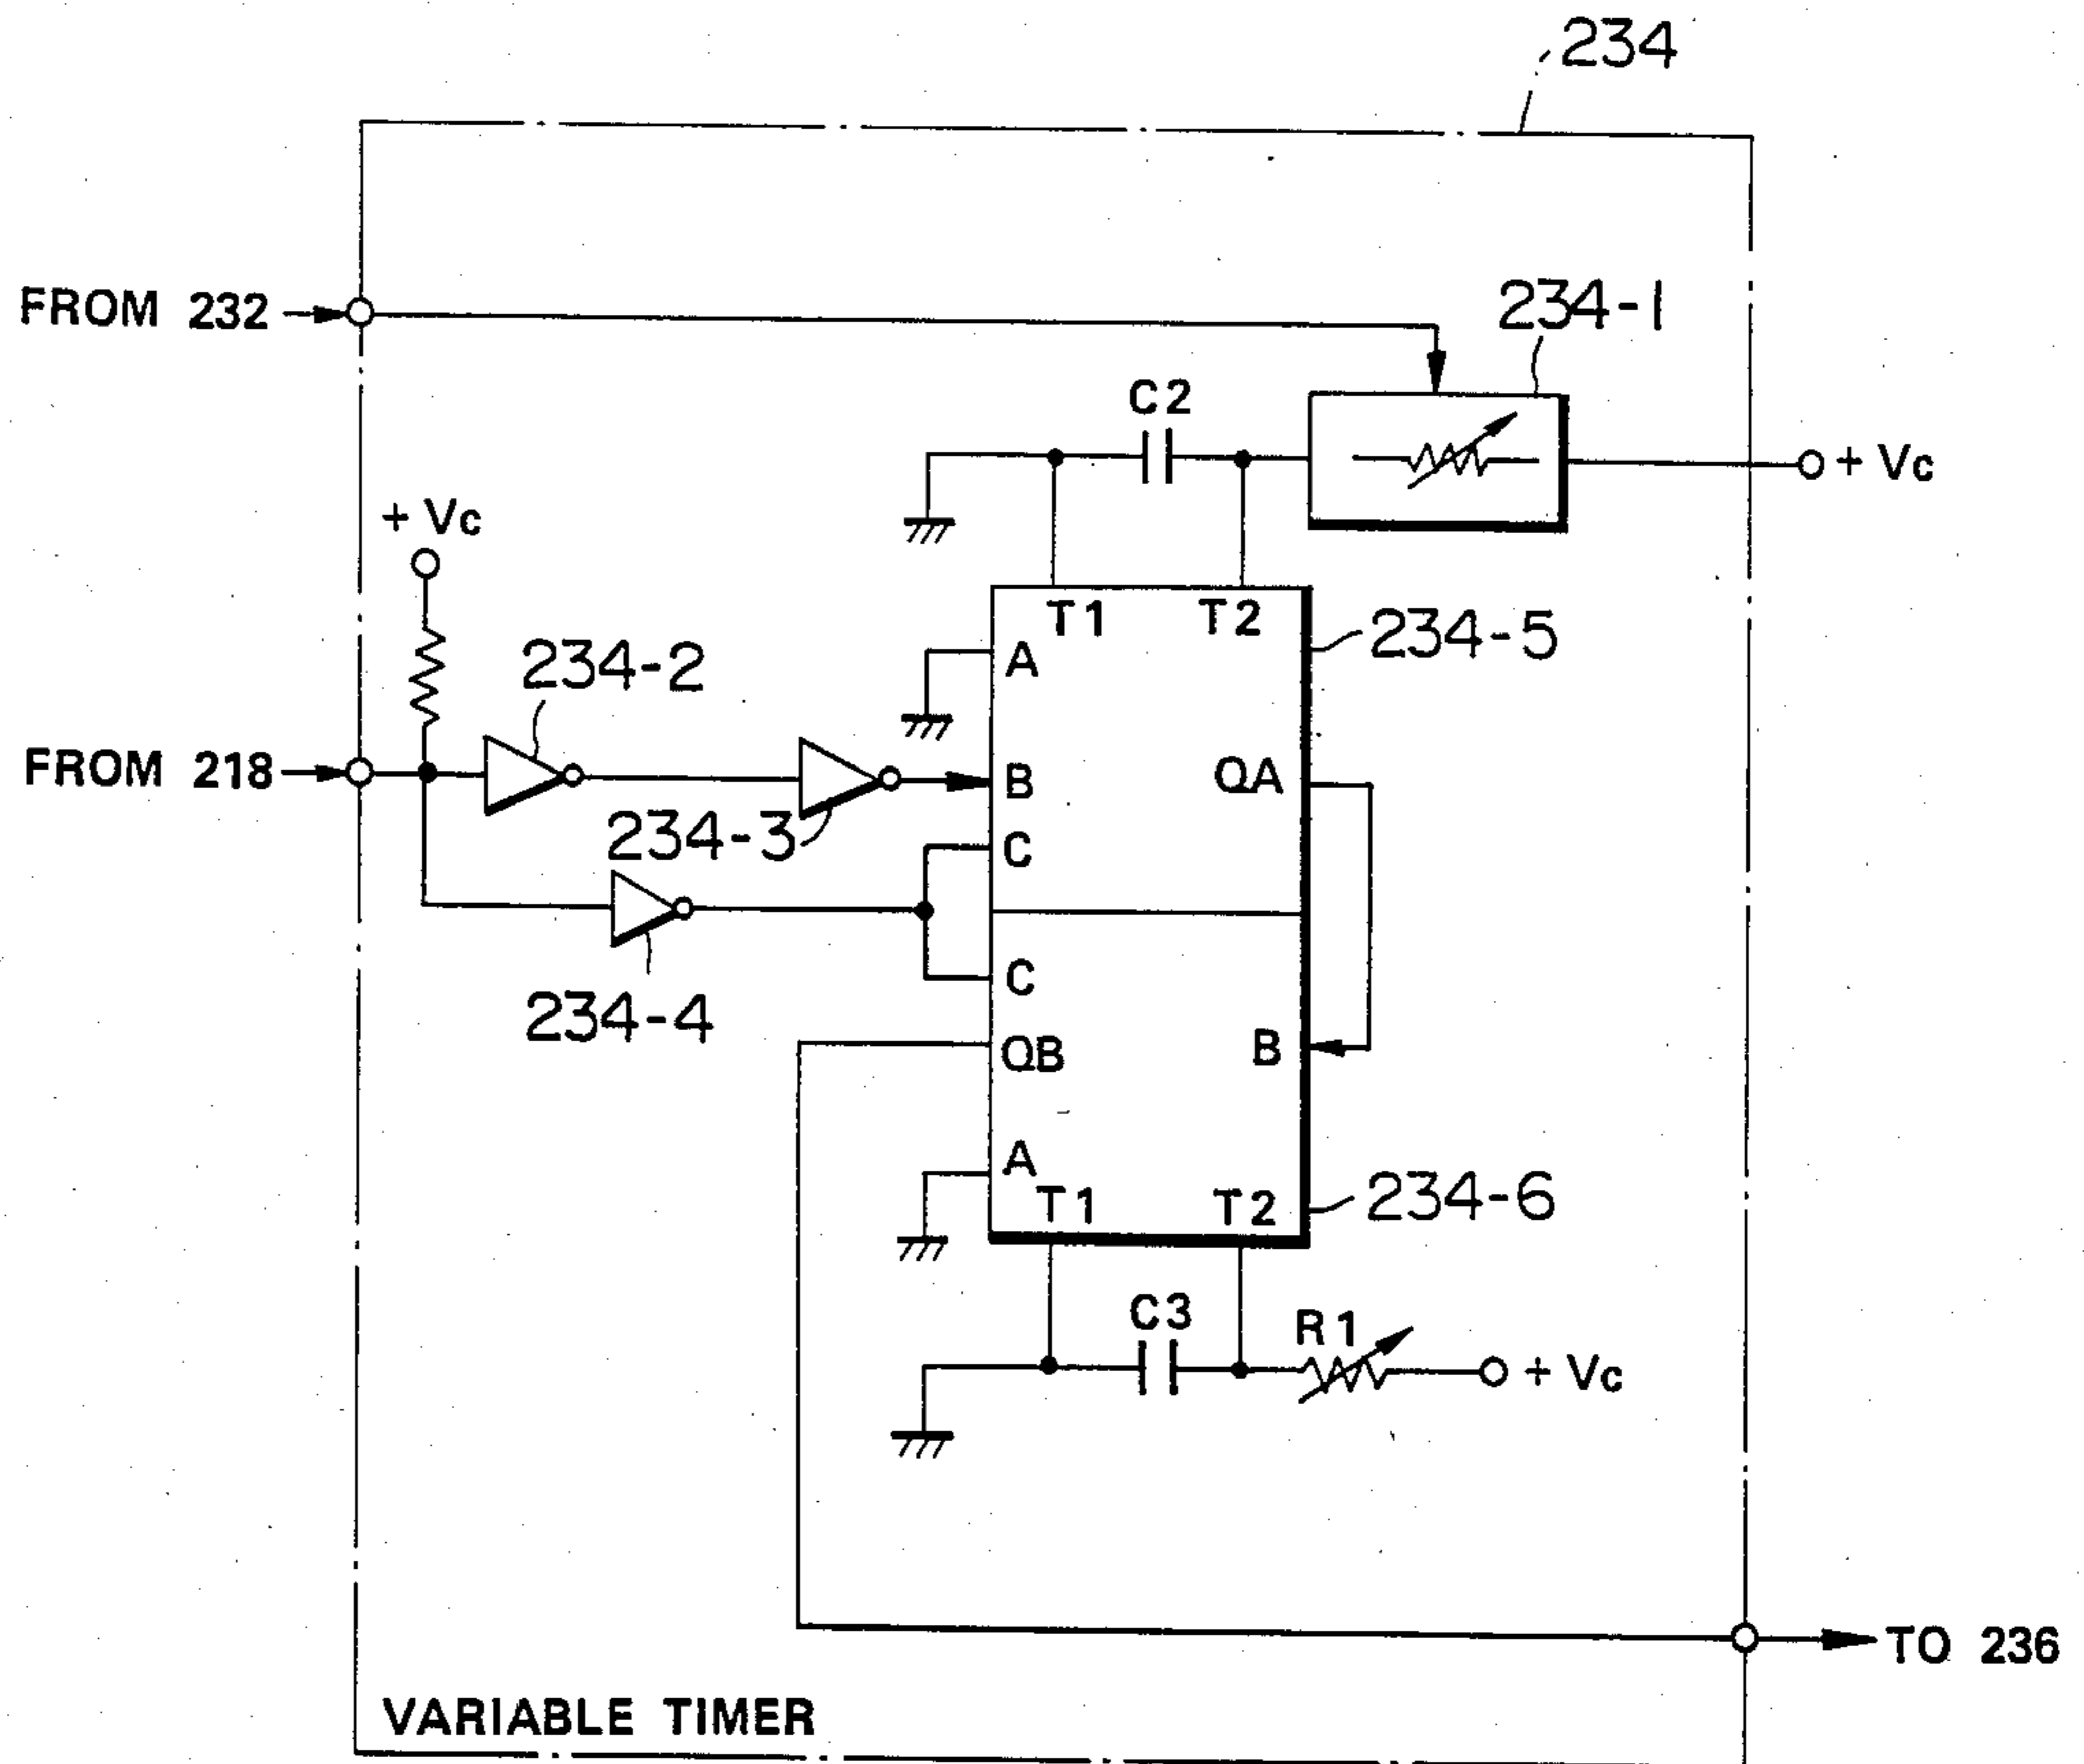 234
FROM 232
234-1
C2
+ Vc
+ Vc
T1 T2
234-5
A
234-2
FROM 218
B
QA
234-3
C
234-4
C
QB
B
A
T1 T2
234-6
C3
R1
+ Vc
TO 236
VARIABLE TIMER